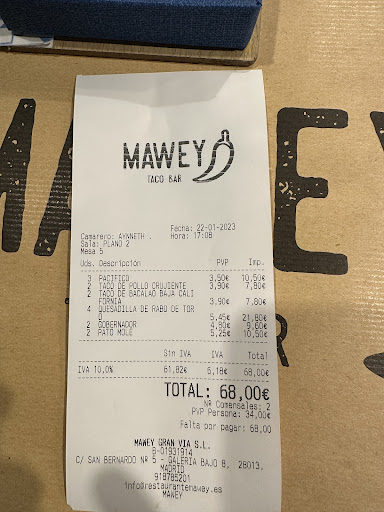 MAWEY
MAWEY
TACO BAR
Fecha: 22-01-2023
Camarero: AYNNETH .
Hora: 17:08
Sala: PLANO 2
Mesa 5
Uds. Descripción PVP Imp.
3 PACIFICO 3,50€ 10,50€
2 TACO DE POLLO CRUJIENTE 3,90€ 7,80€
2 TACO DE BACALAO BAJA CALI
FORNIA 3,90€ 7,80€
4 QUESADILLA DE RABO DE TOR
O 5,45€ 21,80€
2 GOBERNADOR 4,80€ 9,60€
2 PATO MOLE 5,25€ 10,50€
Sin IVA IVA Total
IVA 10,0% 61,82€ 6,18€ 68,00€
TOTAL: 68,00€
Nº Comensales: 2
PVP Persona: 34,00€
Falta por pagar: 68,00
MAWEY GRAN VIA S.L.
B-01931914
C/ SAN BERNARDO Nº 5 - GALERIA BAJO 8, 28013,
MADRID
918785201
info@restaurantemawey.es
MAWEY